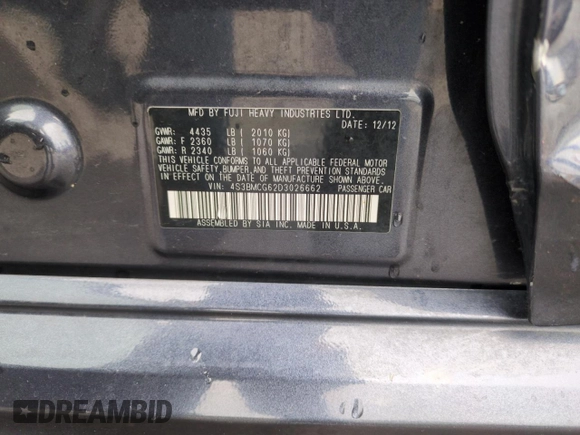 MFD BY FUJI HEAVY INDUSTRIES LTD.
DATE: 12/12
GVWR: 4435 LB ( 2010 KG)
GAWR: F 2360 LB ( 1070 KG)
GAWR: R 2340 LB ( 1060 KG)
THIS VEHICLE CONFORMS TO ALL APPLICABLE FEDERAL MOTOR
VEHICLE SAFETY,BUMPER,AND THEFT PREVENTION STANDARDS
IN EFFECT ON THE DATE OF MANUFACTURE SHOWN ABOVE.
VIN: 4S3BMCG62D3026662 PASSENGER CAR
ASSEMBLED BY SIA INC. MADE IN U.S.A.
DREAMBID